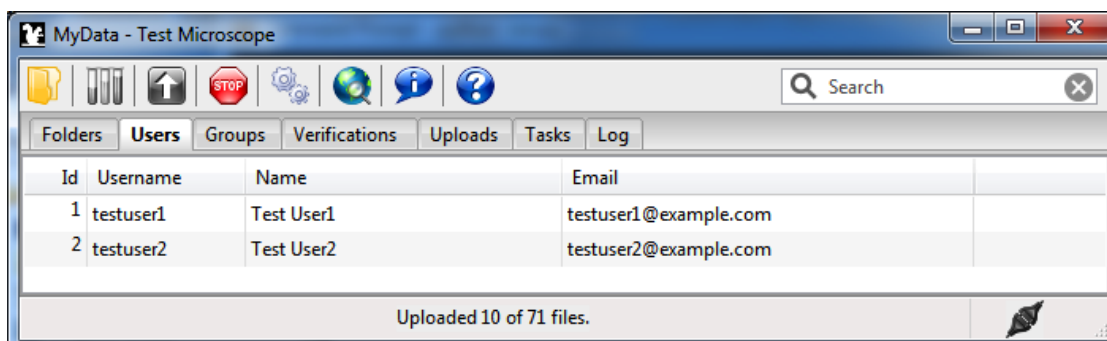 MyData - Test Microscope
STOP
Search
Folders Users Groups Verifications Uploads Tasks Log
Id Username Name Email
1 testuser1 Test User1 testuser1@example.com
2 testuser2 Test User2 testuser2@example.com
Uploaded 10 of 71 files.